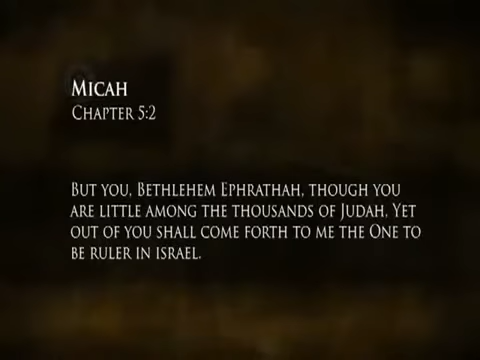 Micah
Chapter 5:2
But you, Bethlehem Ephrathah, though you
are little among the thousands of Judah, Yet
out of you shall come forth to me the One to
be ruler in Israel.